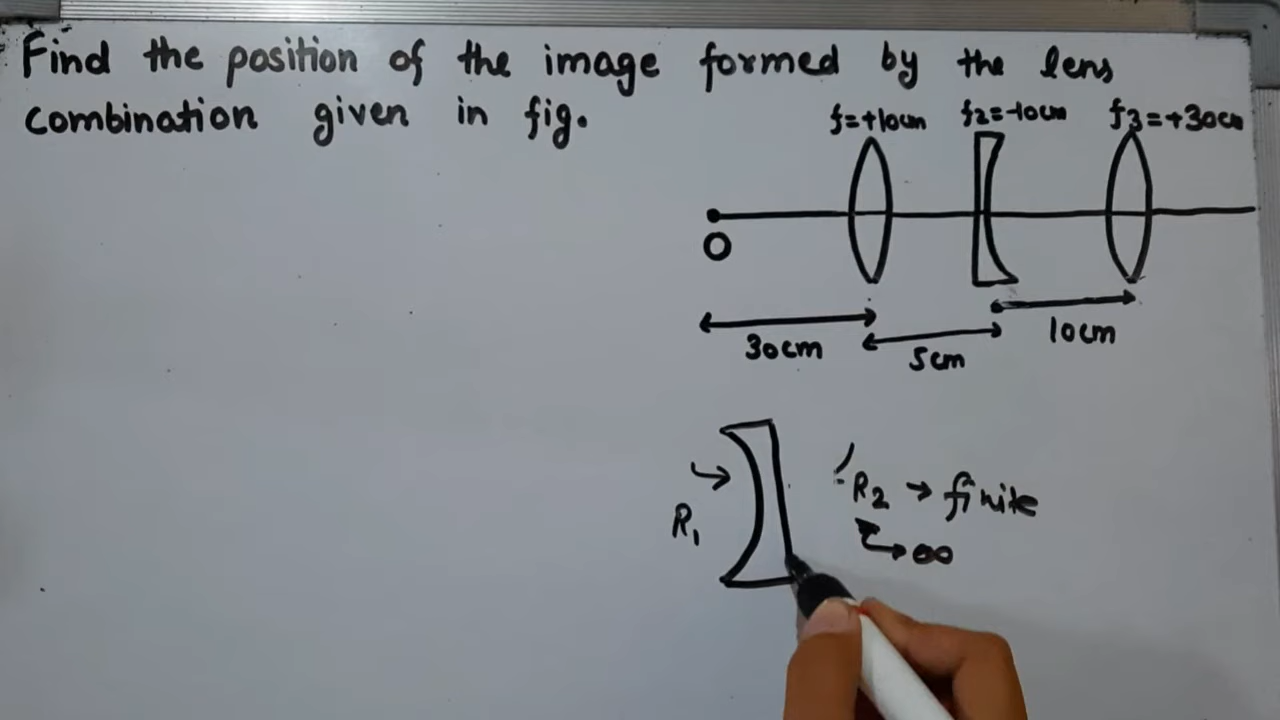 Find the position of the image formed by the lens
combination given in fig.
f=+10cm f2=-10cm f3=+30cm
O
30cm 5cm 10cm
R1 R2 → finite
∞